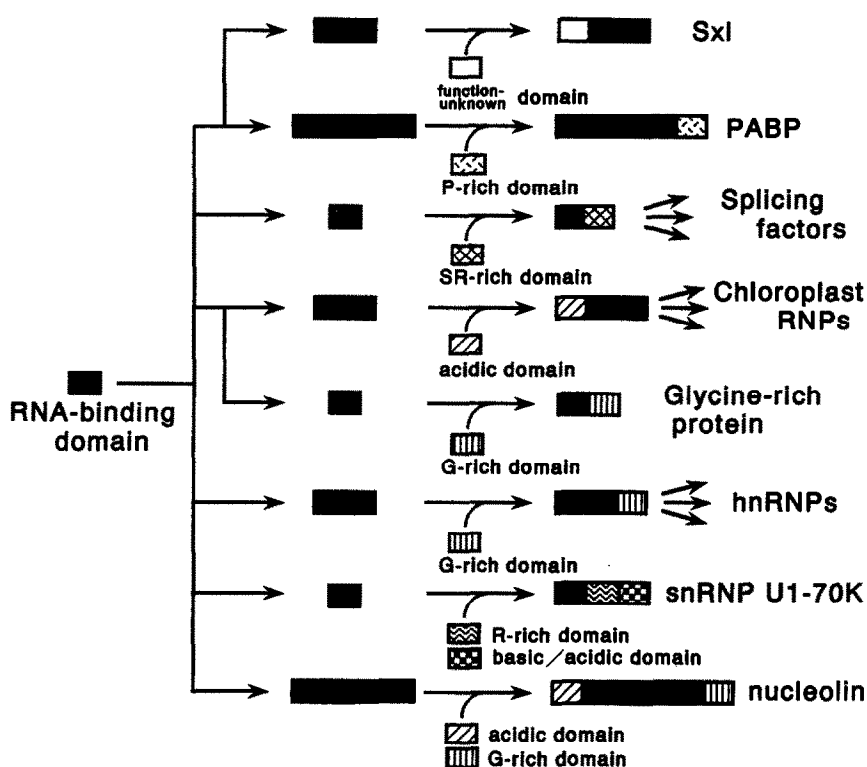 Sxl
function-
unknown domain
PABP
P-rich domain
Splicing
factors
SR-rich domain
Chloroplast
RNPs
acidic domain
RNA-binding
domain
Glycine-rich
protein
G-rich domain
hnRNPs
G-rich domain
snRNP U1-70K
R-rich domain
basic/acidic domain
nucleolin
acidic domain
G-rich domain